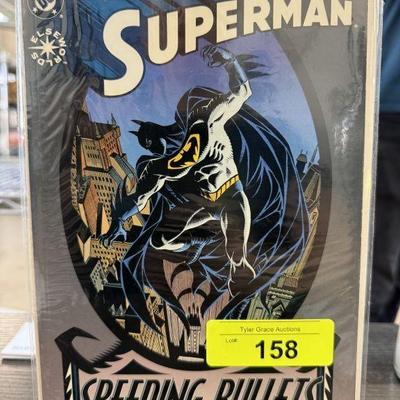 SUPERMAN
ELSEWORLDS
Tyler Grace Auctions
Lot#:
158
SPEEDING BULLETS